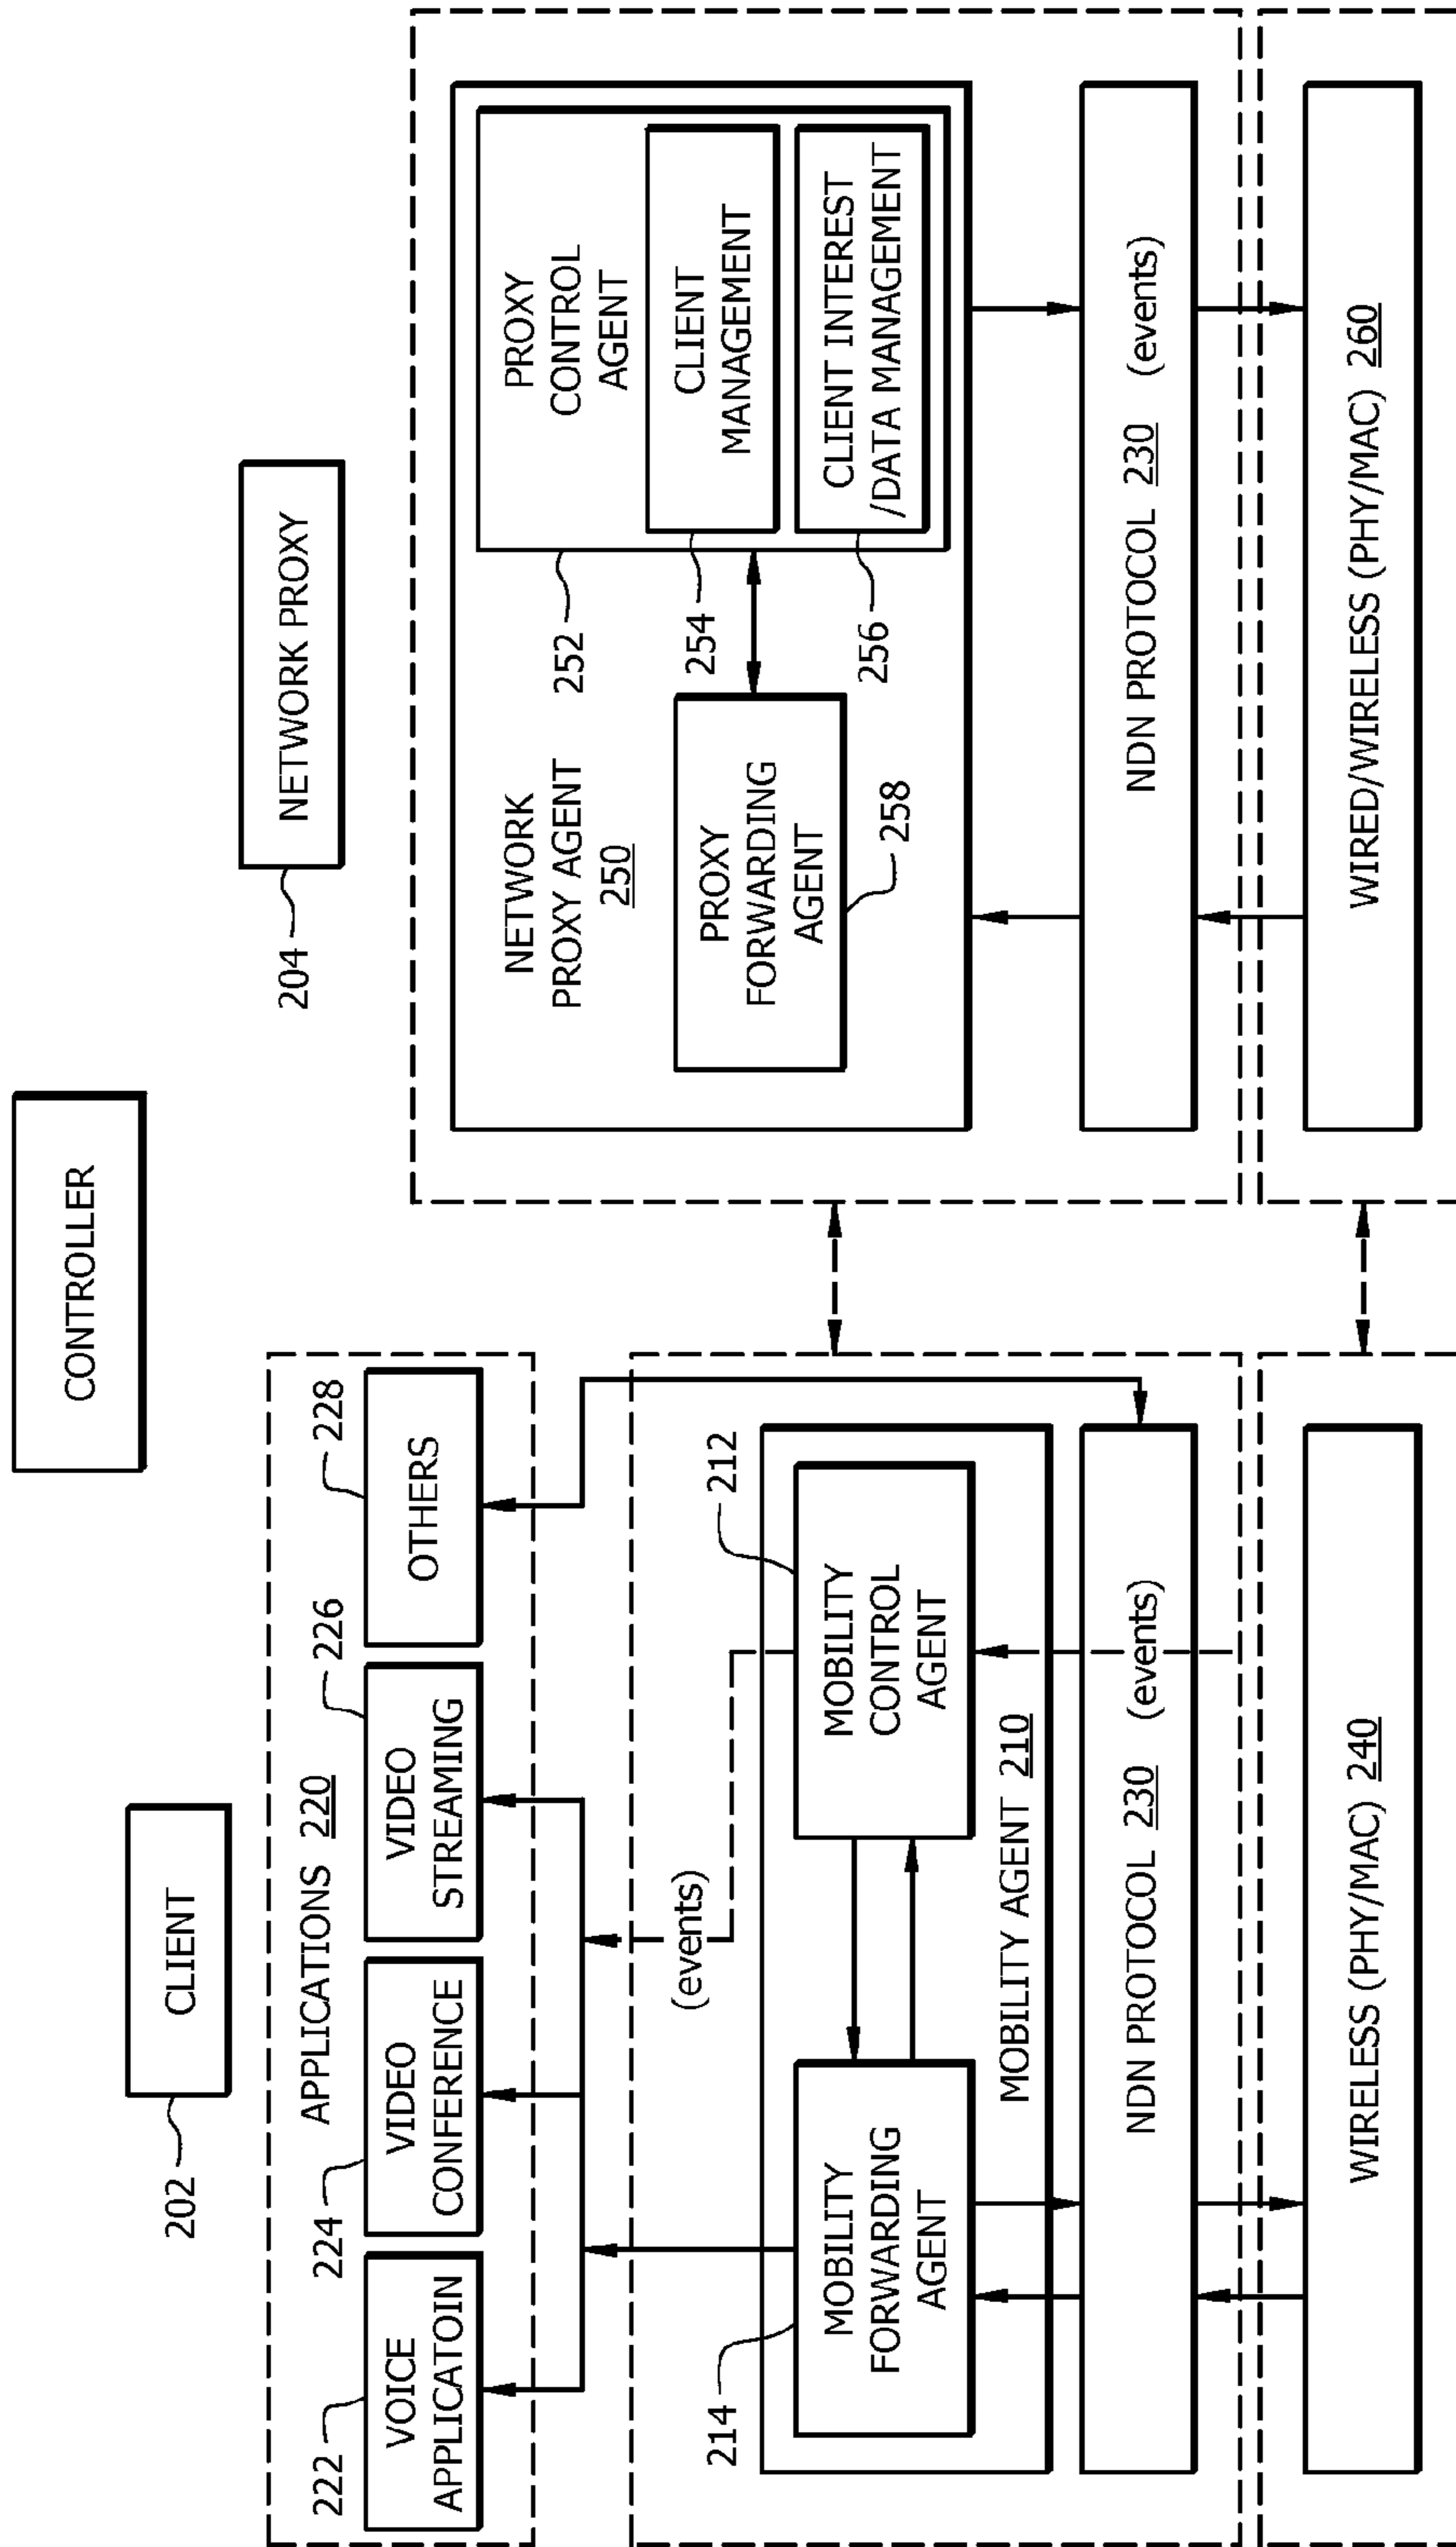 CONTROLLER
CLIENT
202
NETWORK PROXY
204
APPLICATIONS 220
222
VOICE
APPLICATOIN
224
VIDEO
CONFERENCE
226
VIDEO
STREAMING
228
OTHERS
(events)
214
MOBILITY
FORWARDING
AGENT
212
MOBILITY
CONTROL
AGENT
MOBILITY AGENT 210
NDN PROTOCOL 230 (events)
WIRELESS (PHY/MAC) 240
NETWORK
PROXY AGENT
250
PROXY
FORWARDING
AGENT
258
252
PROXY
CONTROL
AGENT
254
CLIENT
MANAGEMENT
256
CLIENT INTEREST
/DATA MANAGEMENT
NDN PROTOCOL 230 (events)
WIRED/WIRELESS (PHY/MAC) 260